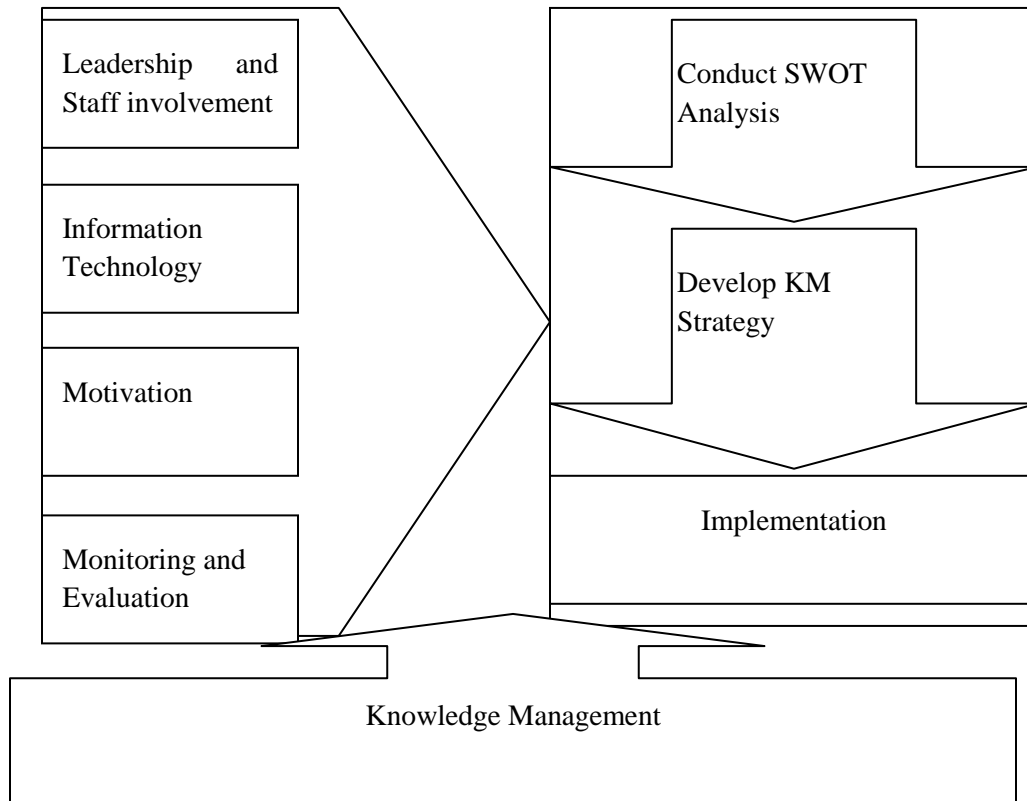 Leadership and
Staff involvement
Information
Technology
Motivation
Monitoring and
Evaluation
Conduct SWOT
Analysis
Develop KM
Strategy
Implementation
Knowledge Management